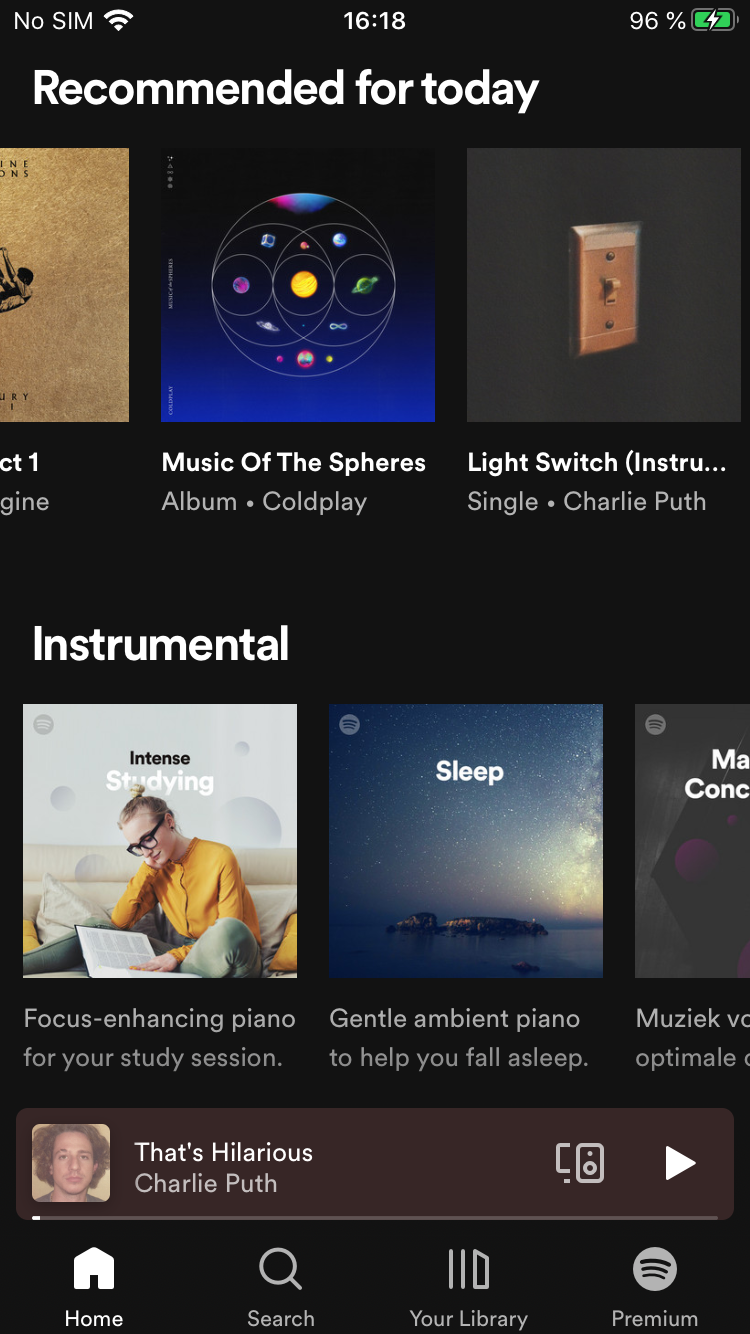 No SIM
16:18
96 %
Recommended for today
INE
ONS
URY
I
MUSIC of the SPHERES
COLDPLAY
ct 1
gine
Music Of The Spheres
Album • Coldplay
Light Switch (Instru...
Single • Charlie Puth
Instrumental
Intense
Studying
Sleep
Ma
Conc
Focus-enhancing piano
for your study session.
Gentle ambient piano
to help you fall asleep.
Muziek vo
optimale c
That's Hilarious
Charlie Puth
Home
Search
Your Library
Premium